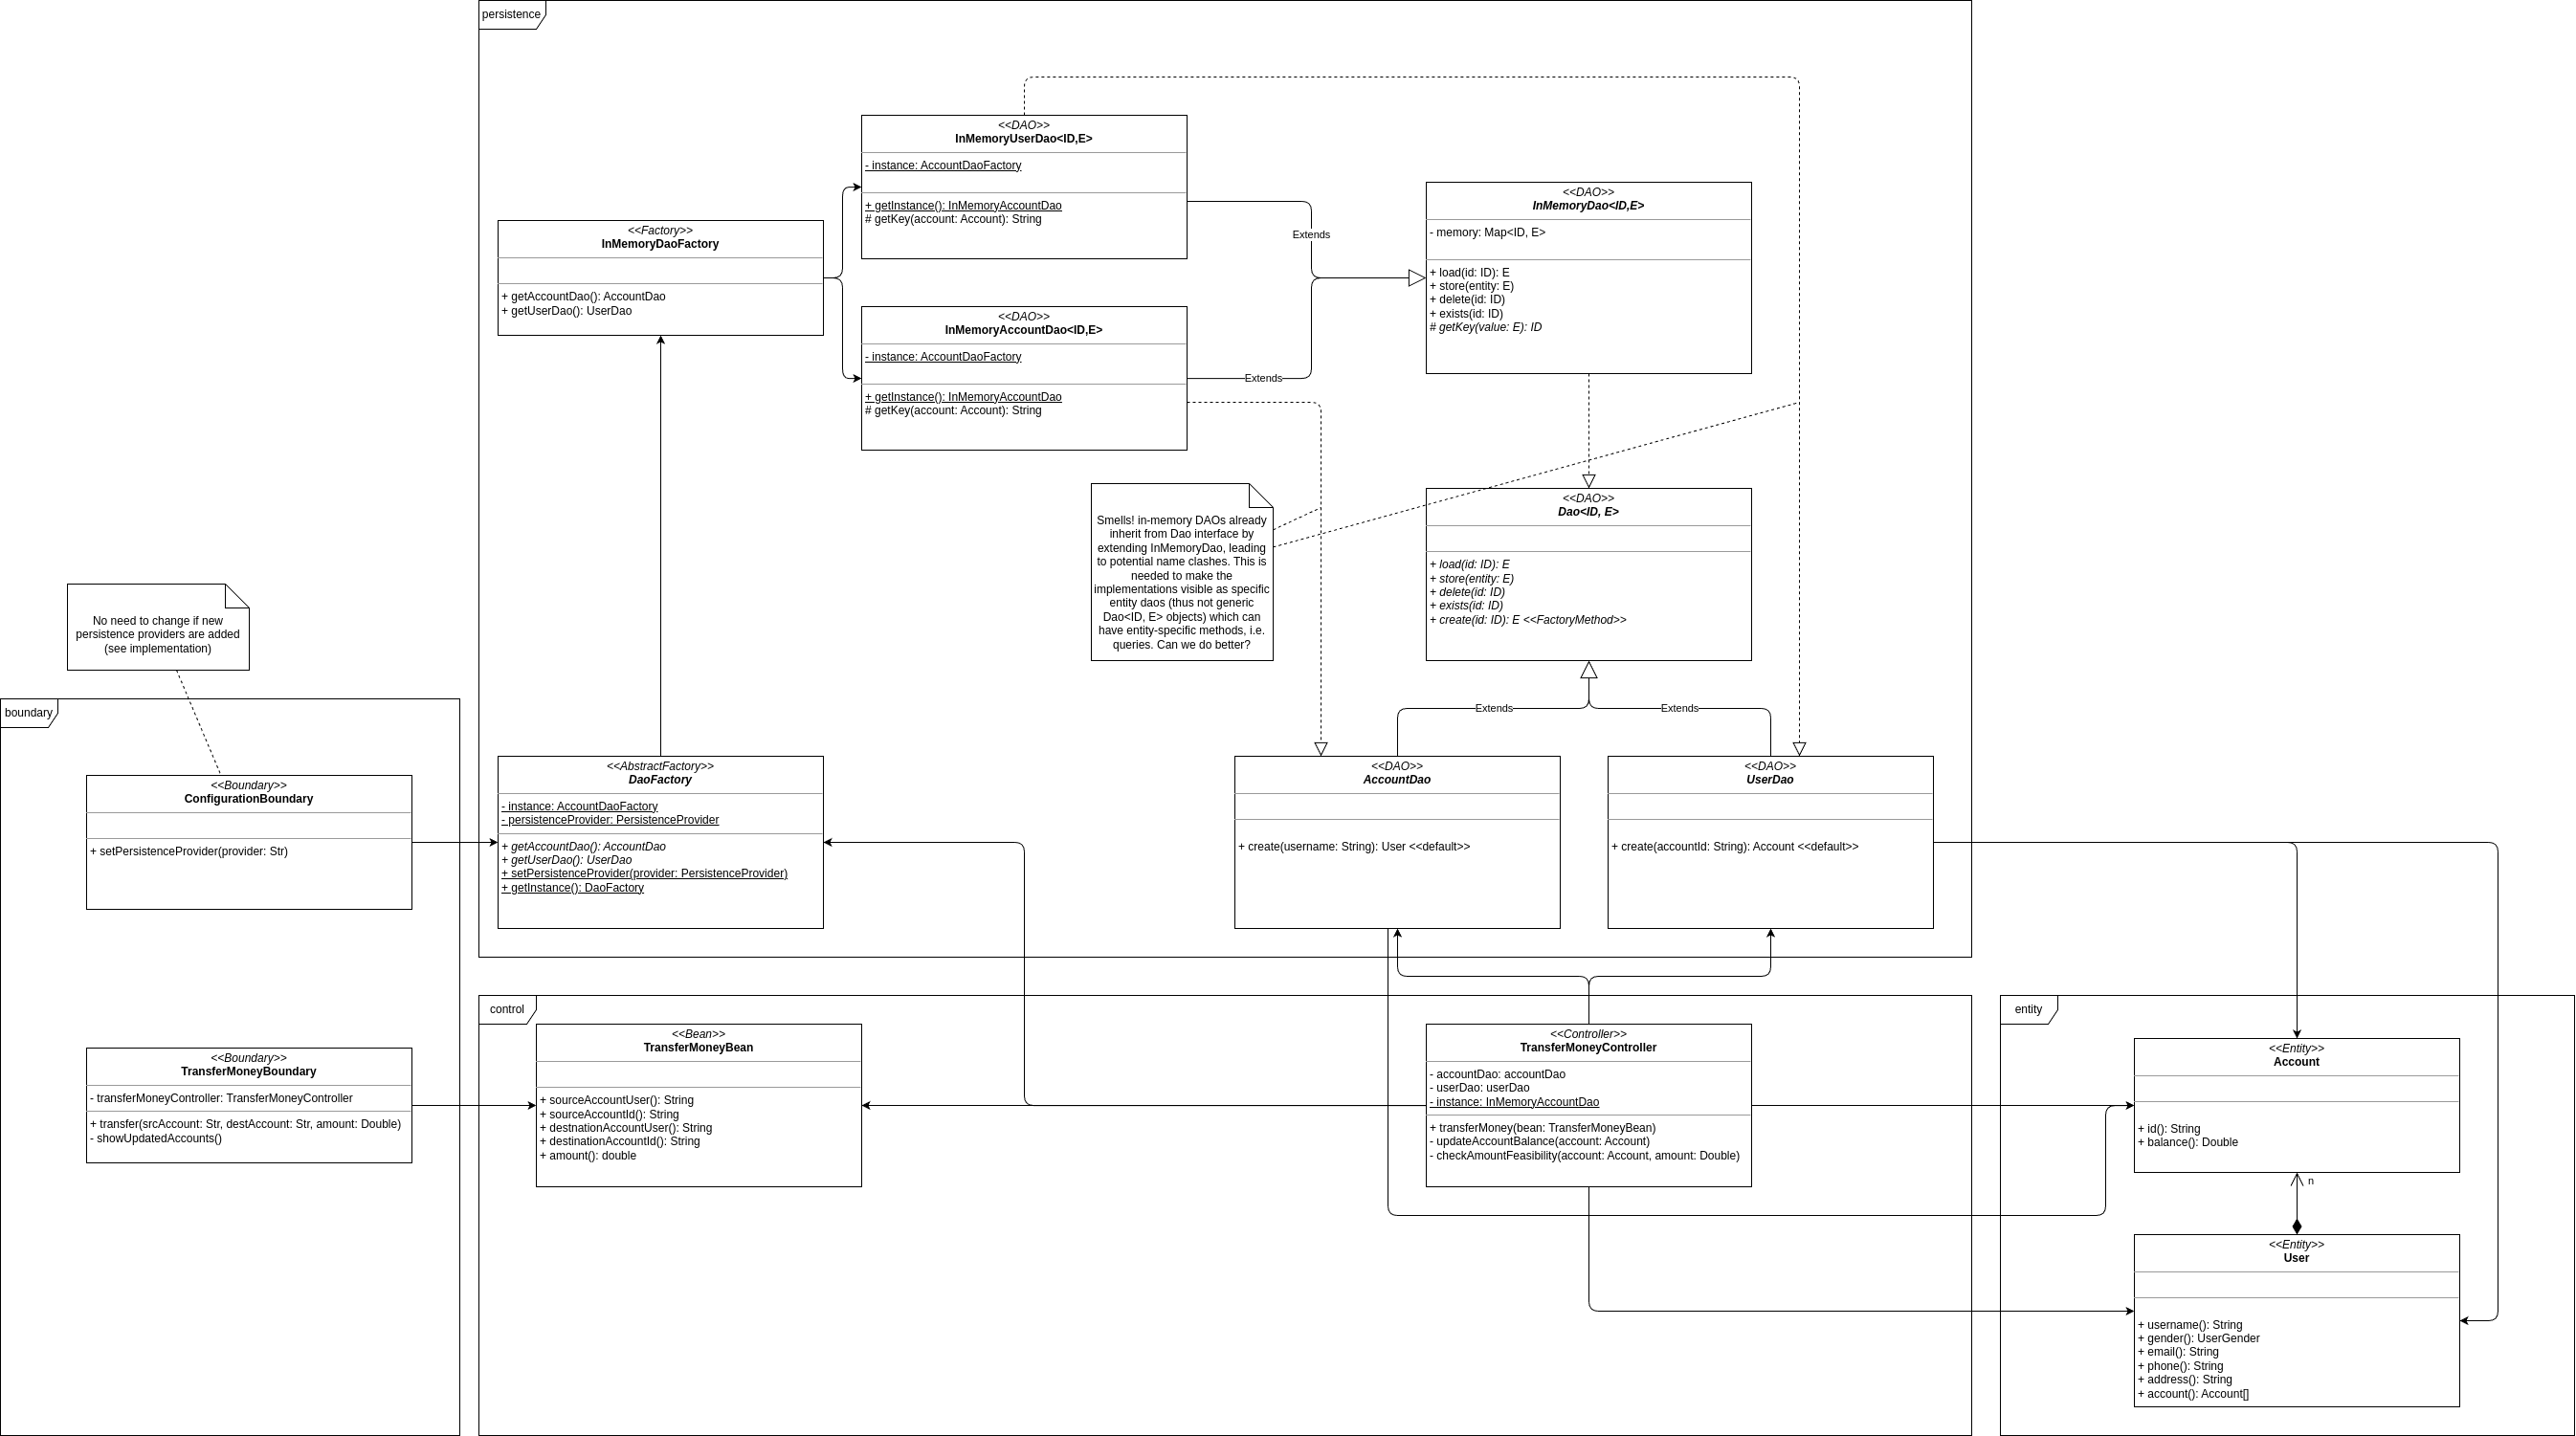 persistence
<<DAO>>
InMemoryUserDao<ID,E>
- instance: AccountDaoFactory
+ getInstance(): InMemoryAccountDao
# getKey(account: Account): String
<<DAO>>
InMemoryDao<ID,E>
- memory: Map<ID, E>
+ load(id: ID): E
+ store(entity: E)
+ delete(id: ID)
+ exists(id: ID)
# getKey(value: E): ID
<<Factory>>
InMemoryDaoFactory
+ getAccountDao(): AccountDao
+ getUserDao(): UserDao
Extends
<<DAO>>
InMemoryAccountDao<ID,E>
- instance: AccountDaoFactory
+ getInstance(): InMemoryAccountDao
# getKey(account: Account): String
Extends
Smells! in-memory DAOs already
inherit from Dao interface by
extending InMemoryDao, leading
to potential name clashes. This is
needed to make the
implementations visible as specific
entity daos (thus not generic
Dao<ID, E> objects) which can
have entity-specific methods, i.e.
queries. Can we do better?
<<DAO>>
Dao<ID, E>
+ load(id: ID): E
+ store(entity: E)
+ delete(id: ID)
+ exists(id: ID)
+ create(id: ID): E <<FactoryMethod>>
No need to change if new
persistence providers are added
(see implementation)
Extends
Extends
boundary
<<Boundary>>
ConfigurationBoundary
+ setPersistenceProvider(provider: Str)
<<AbstractFactory>>
DaoFactory
- instance: AccountDaoFactory
- persistenceProvider: PersistenceProvider
+ getAccountDao(): AccountDao
+ getUserDao(): UserDao
+ setPersistenceProvider(provider: PersistenceProvider)
+ getInstance(): DaoFactory
<<DAO>>
AccountDao
+ create(username: String): User <<default>>
<<DAO>>
UserDao
+ create(accountId: String): Account <<default>>
control
entity
<<Boundary>>
TransferMoneyBoundary
- transferMoneyController: TransferMoneyController
+ transfer(srcAccount: Str, destAccount: Str, amount: Double)
- showUpdatedAccounts()
<<Bean>>
TransferMoneyBean
+ sourceAccountUser(): String
+ sourceAccountId(): String
+ destnationAccountUser(): String
+ destinationAccountId(): String
+ amount(): double
<<Controller>>
TransferMoneyController
- accountDao: accountDao
- userDao: userDao
- instance: InMemoryAccountDao
+ transferMoney(bean: TransferMoneyBean)
- updateAccountBalance(account: Account)
- checkAmountFeasibility(account: Account, amount: Double)
<<Entity>>
Account
+ id(): String
+ balance(): Double
n
<<Entity>>
User
+ username(): String
+ gender(): UserGender
+ email(): String
+ phone(): String
+ address(): String
+ account(): Account[]